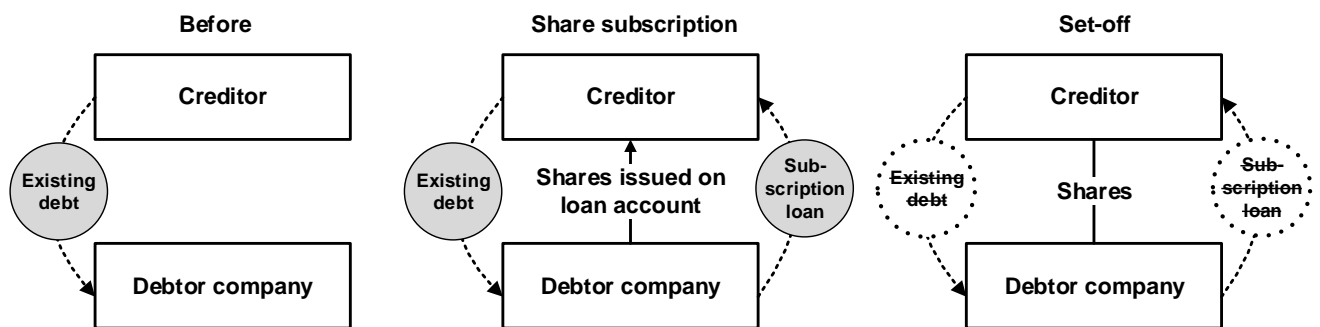 Before
Creditor
Existing
debt
Debtor company
Share subscription
Creditor
Existing
debt
Shares issued on
loan account
Sub-
scription
loan
Debtor company
Set-off
Creditor
Existing
debt
Shares
Sub-
scription
loan
Debtor company